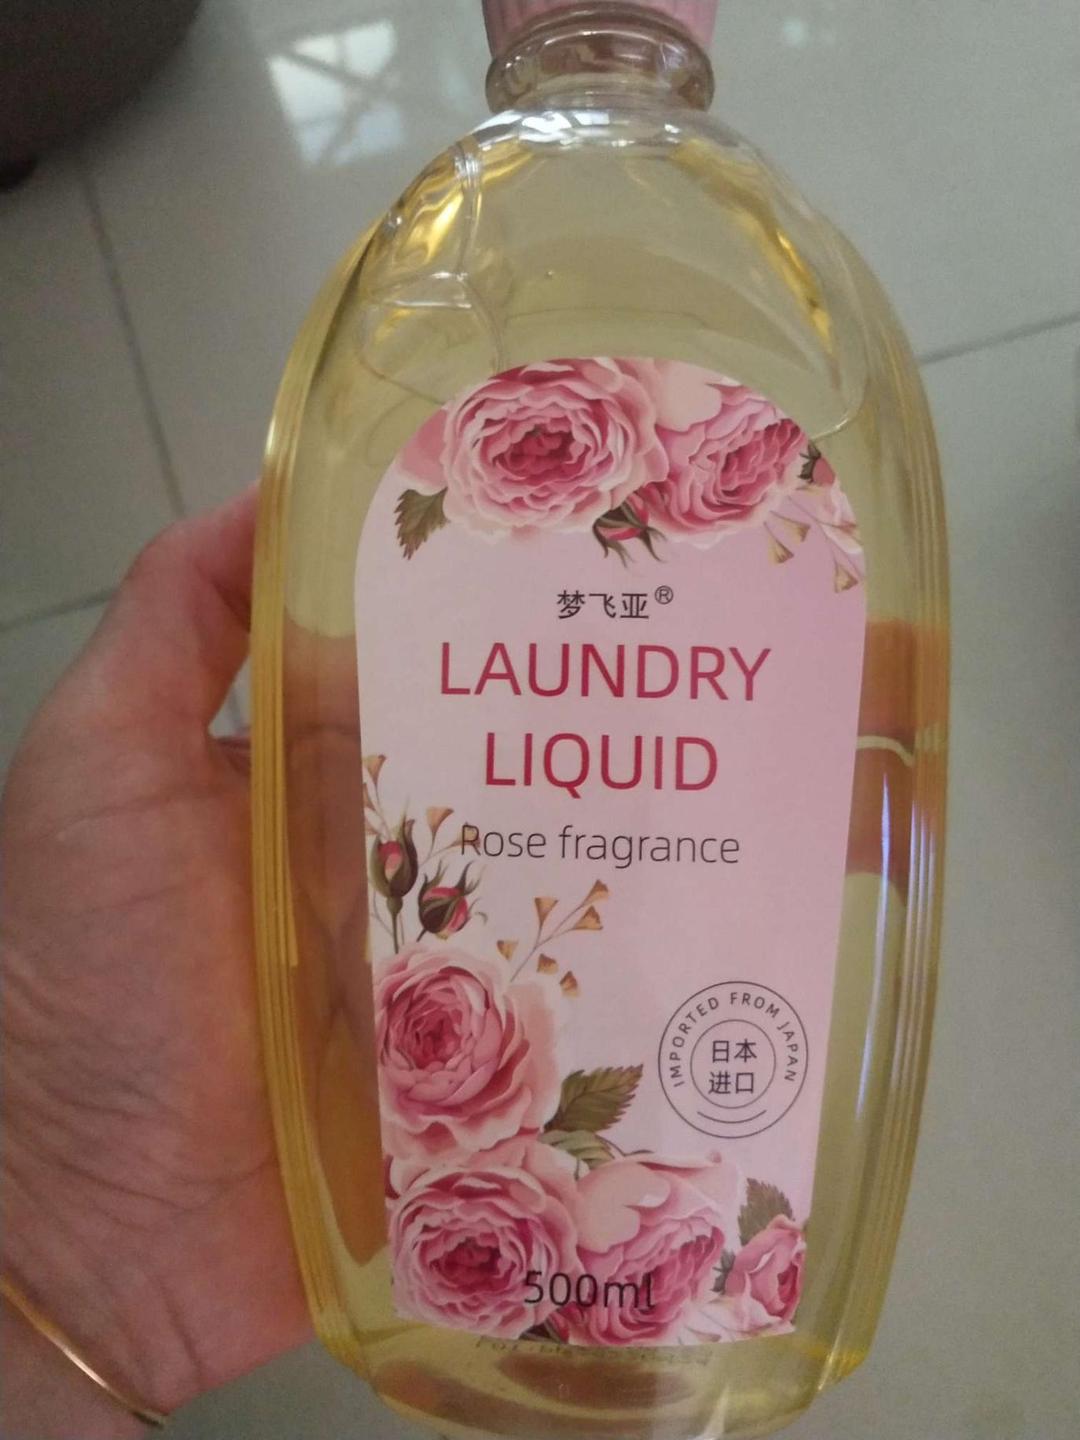 梦飞亚®
LAUNDRY
LIQUID
Rose fragrance
IMPORTED FROM JAPAN
日本
进口
500ml